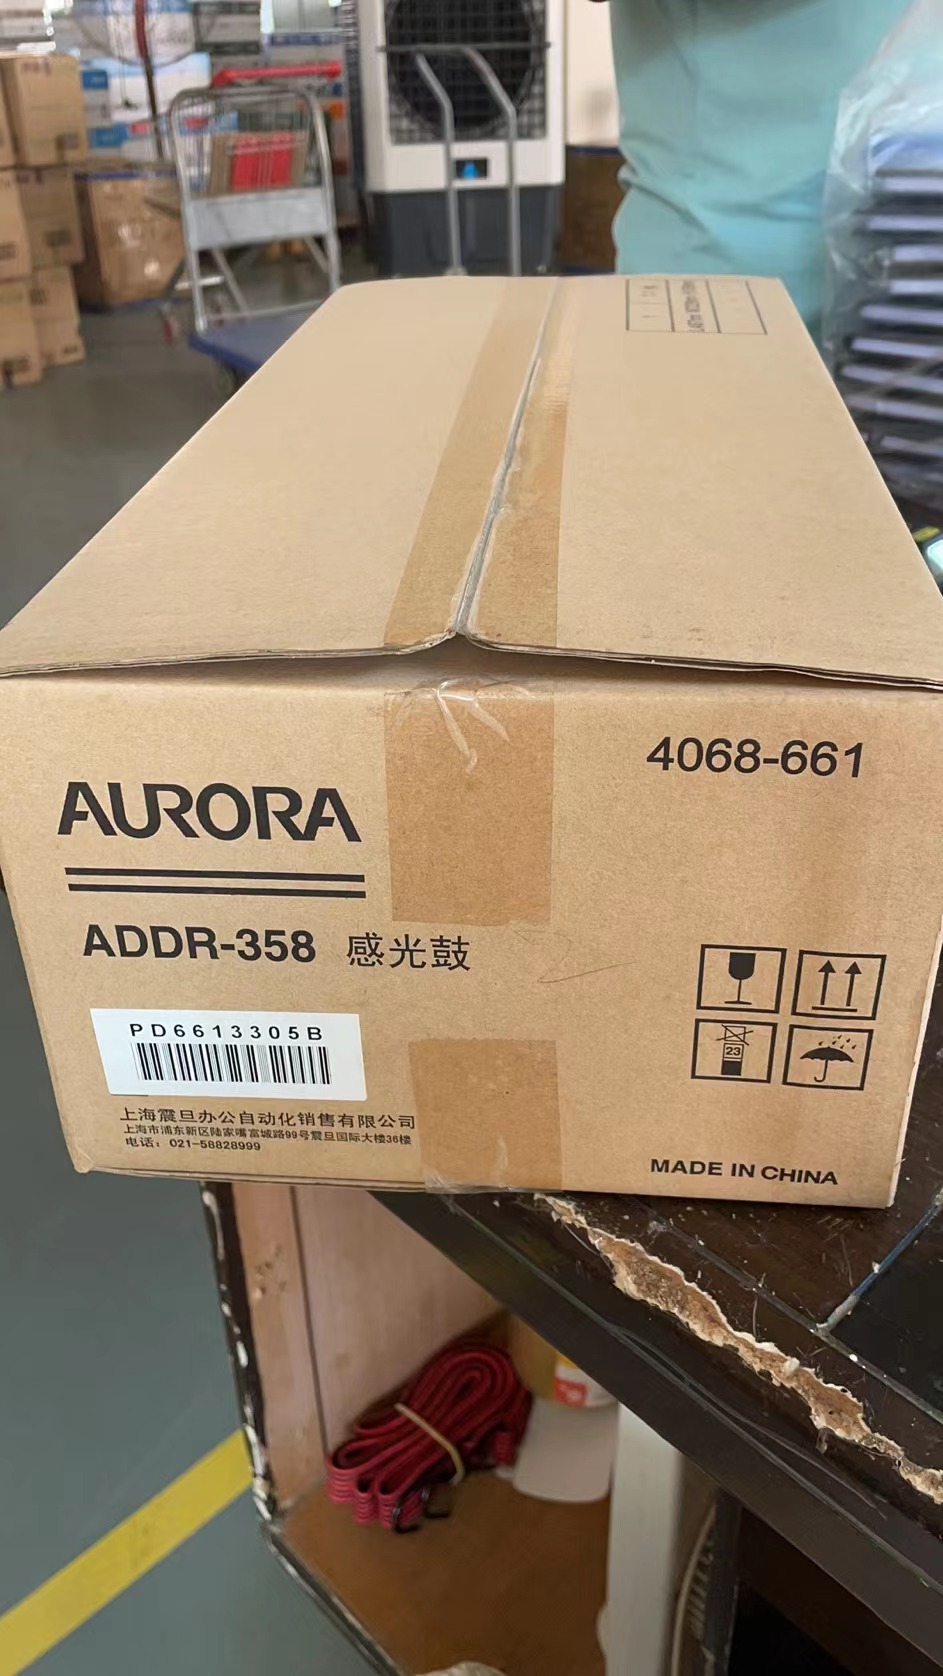 4068-661
AURORA
ADDR-358 感光鼓
PD6613305B
23
上海震旦办公自动化销售有限公司
上海市浦东新区陆家嘴富城路99号震旦国际大楼36楼
电话：021-58828999
MADE IN CHINA